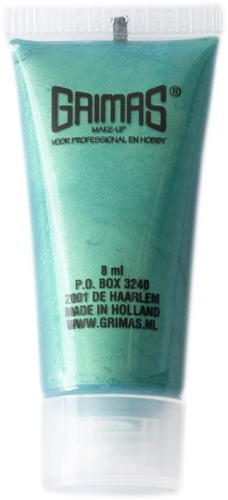 GRIMAS®
MAKE-UP
VOOR PROFESSIONAL EN HOBBY
8 ml
P.O. BOX 3240
2001 DE HAARLEM
MADE IN HOLLAND
WWW.GRIMAS.NL